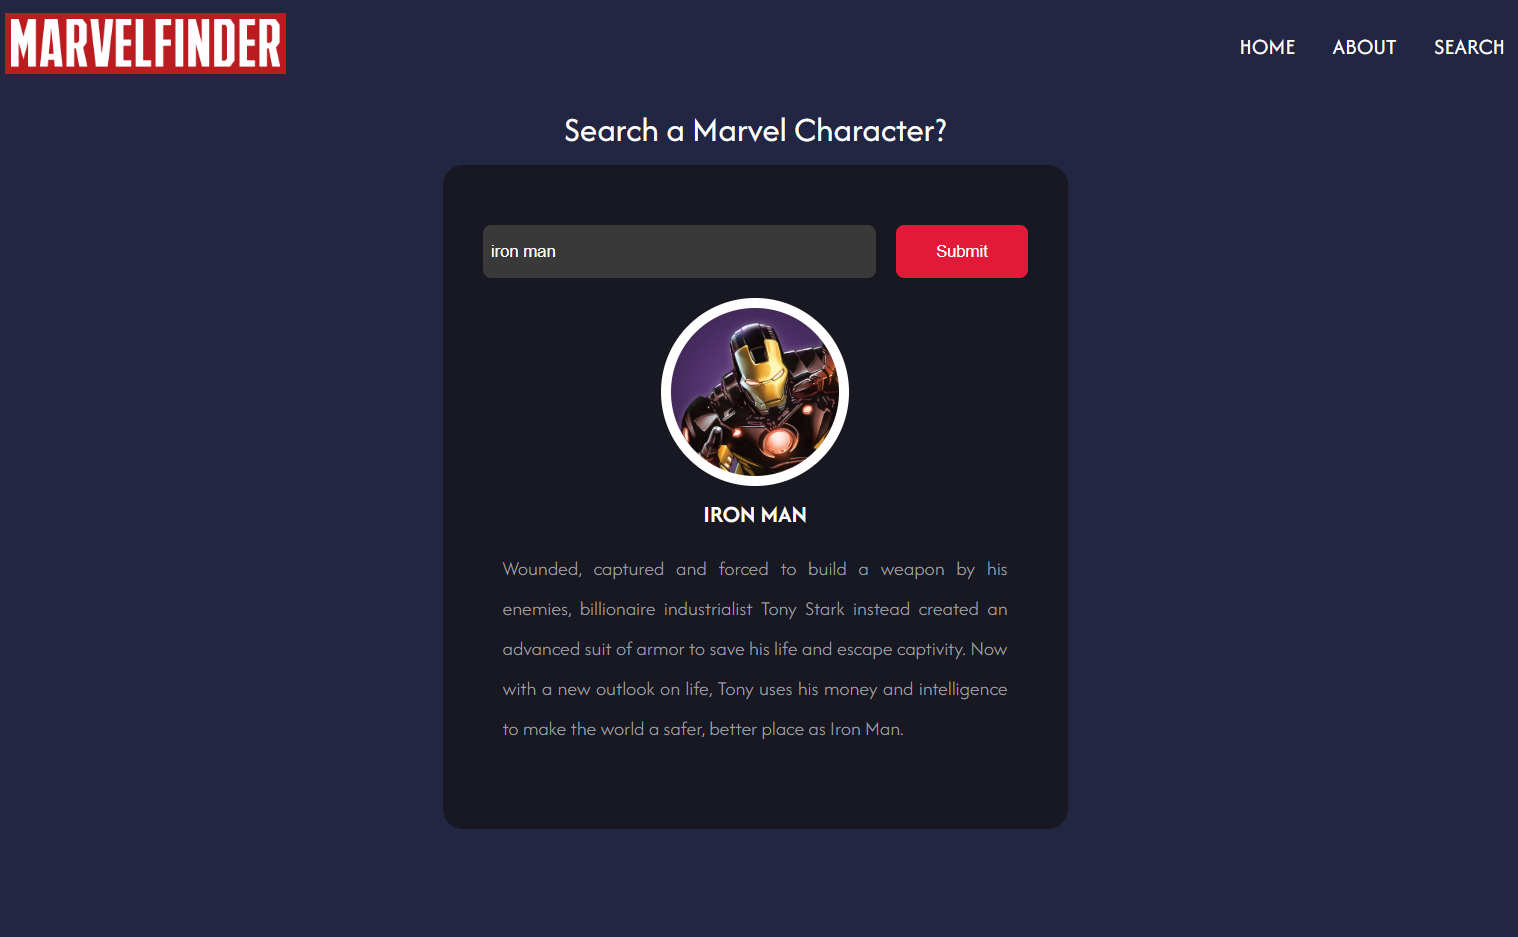 MARVELFINDER
HOME ABOUT SEARCH
Search a Marvel Character?
iron man
Submit
IRON MAN
Wounded, captured and forced to build a weapon by his
enemies, billionaire industrialist Tony Stark instead created an
advanced suit of armor to save his life and escape captivity. Now
with a new outlook on life, Tony uses his money and intelligence
to make the world a safer, better place as Iron Man.